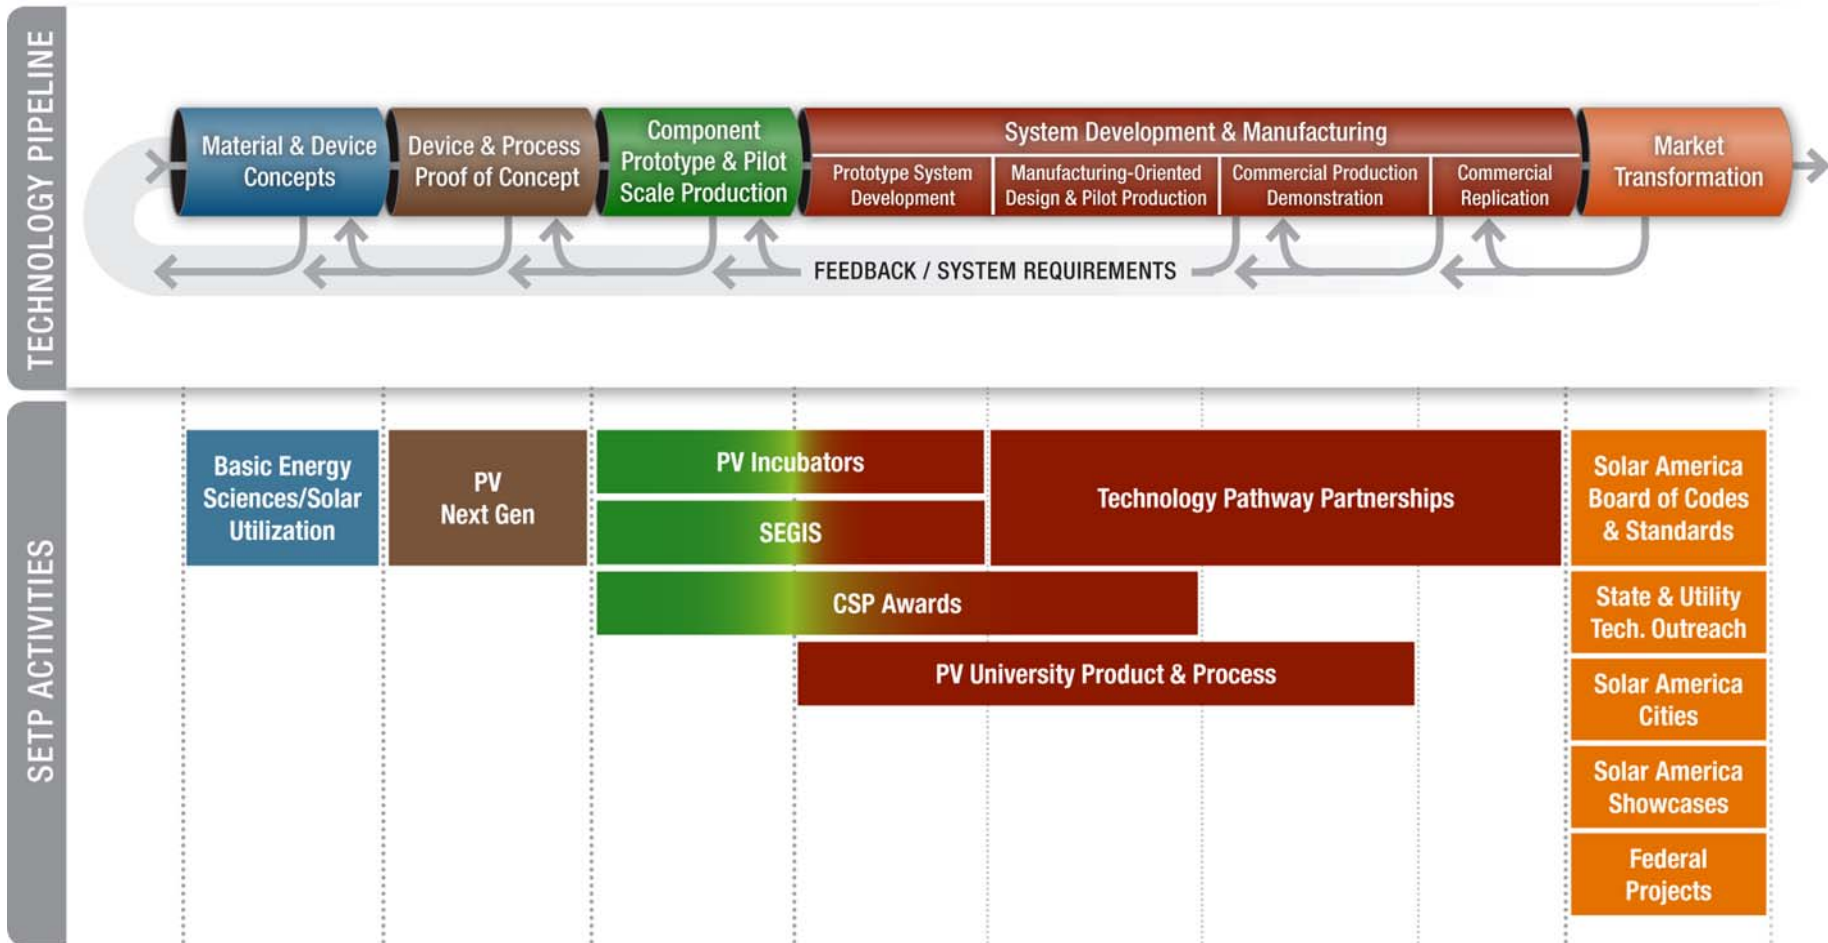 TECHNOLOGY PIPELINE
Material & Device
Concepts
Device & Process
Proof of Concept
Component
Prototype & Pilot
Scale Production
System Development & Manufacturing
Prototype System
Development
Manufacturing-Oriented
Design & Pilot Production
Commercial Production
Demonstration
Commercial
Replication
Market
Transformation
FEEDBACK / SYSTEM REQUIREMENTS
SETP ACTIVITIES
Basic Energy
Sciences/Solar
Utilization
PV
Next Gen
PV Incubators
SEGIS
CSP Awards
PV University Product & Process
Technology Pathway Partnerships
Solar America
Board of Codes
& Standards
State & Utility
Tech. Outreach
Solar America
Cities
Solar America
Showcases
Federal
Projects